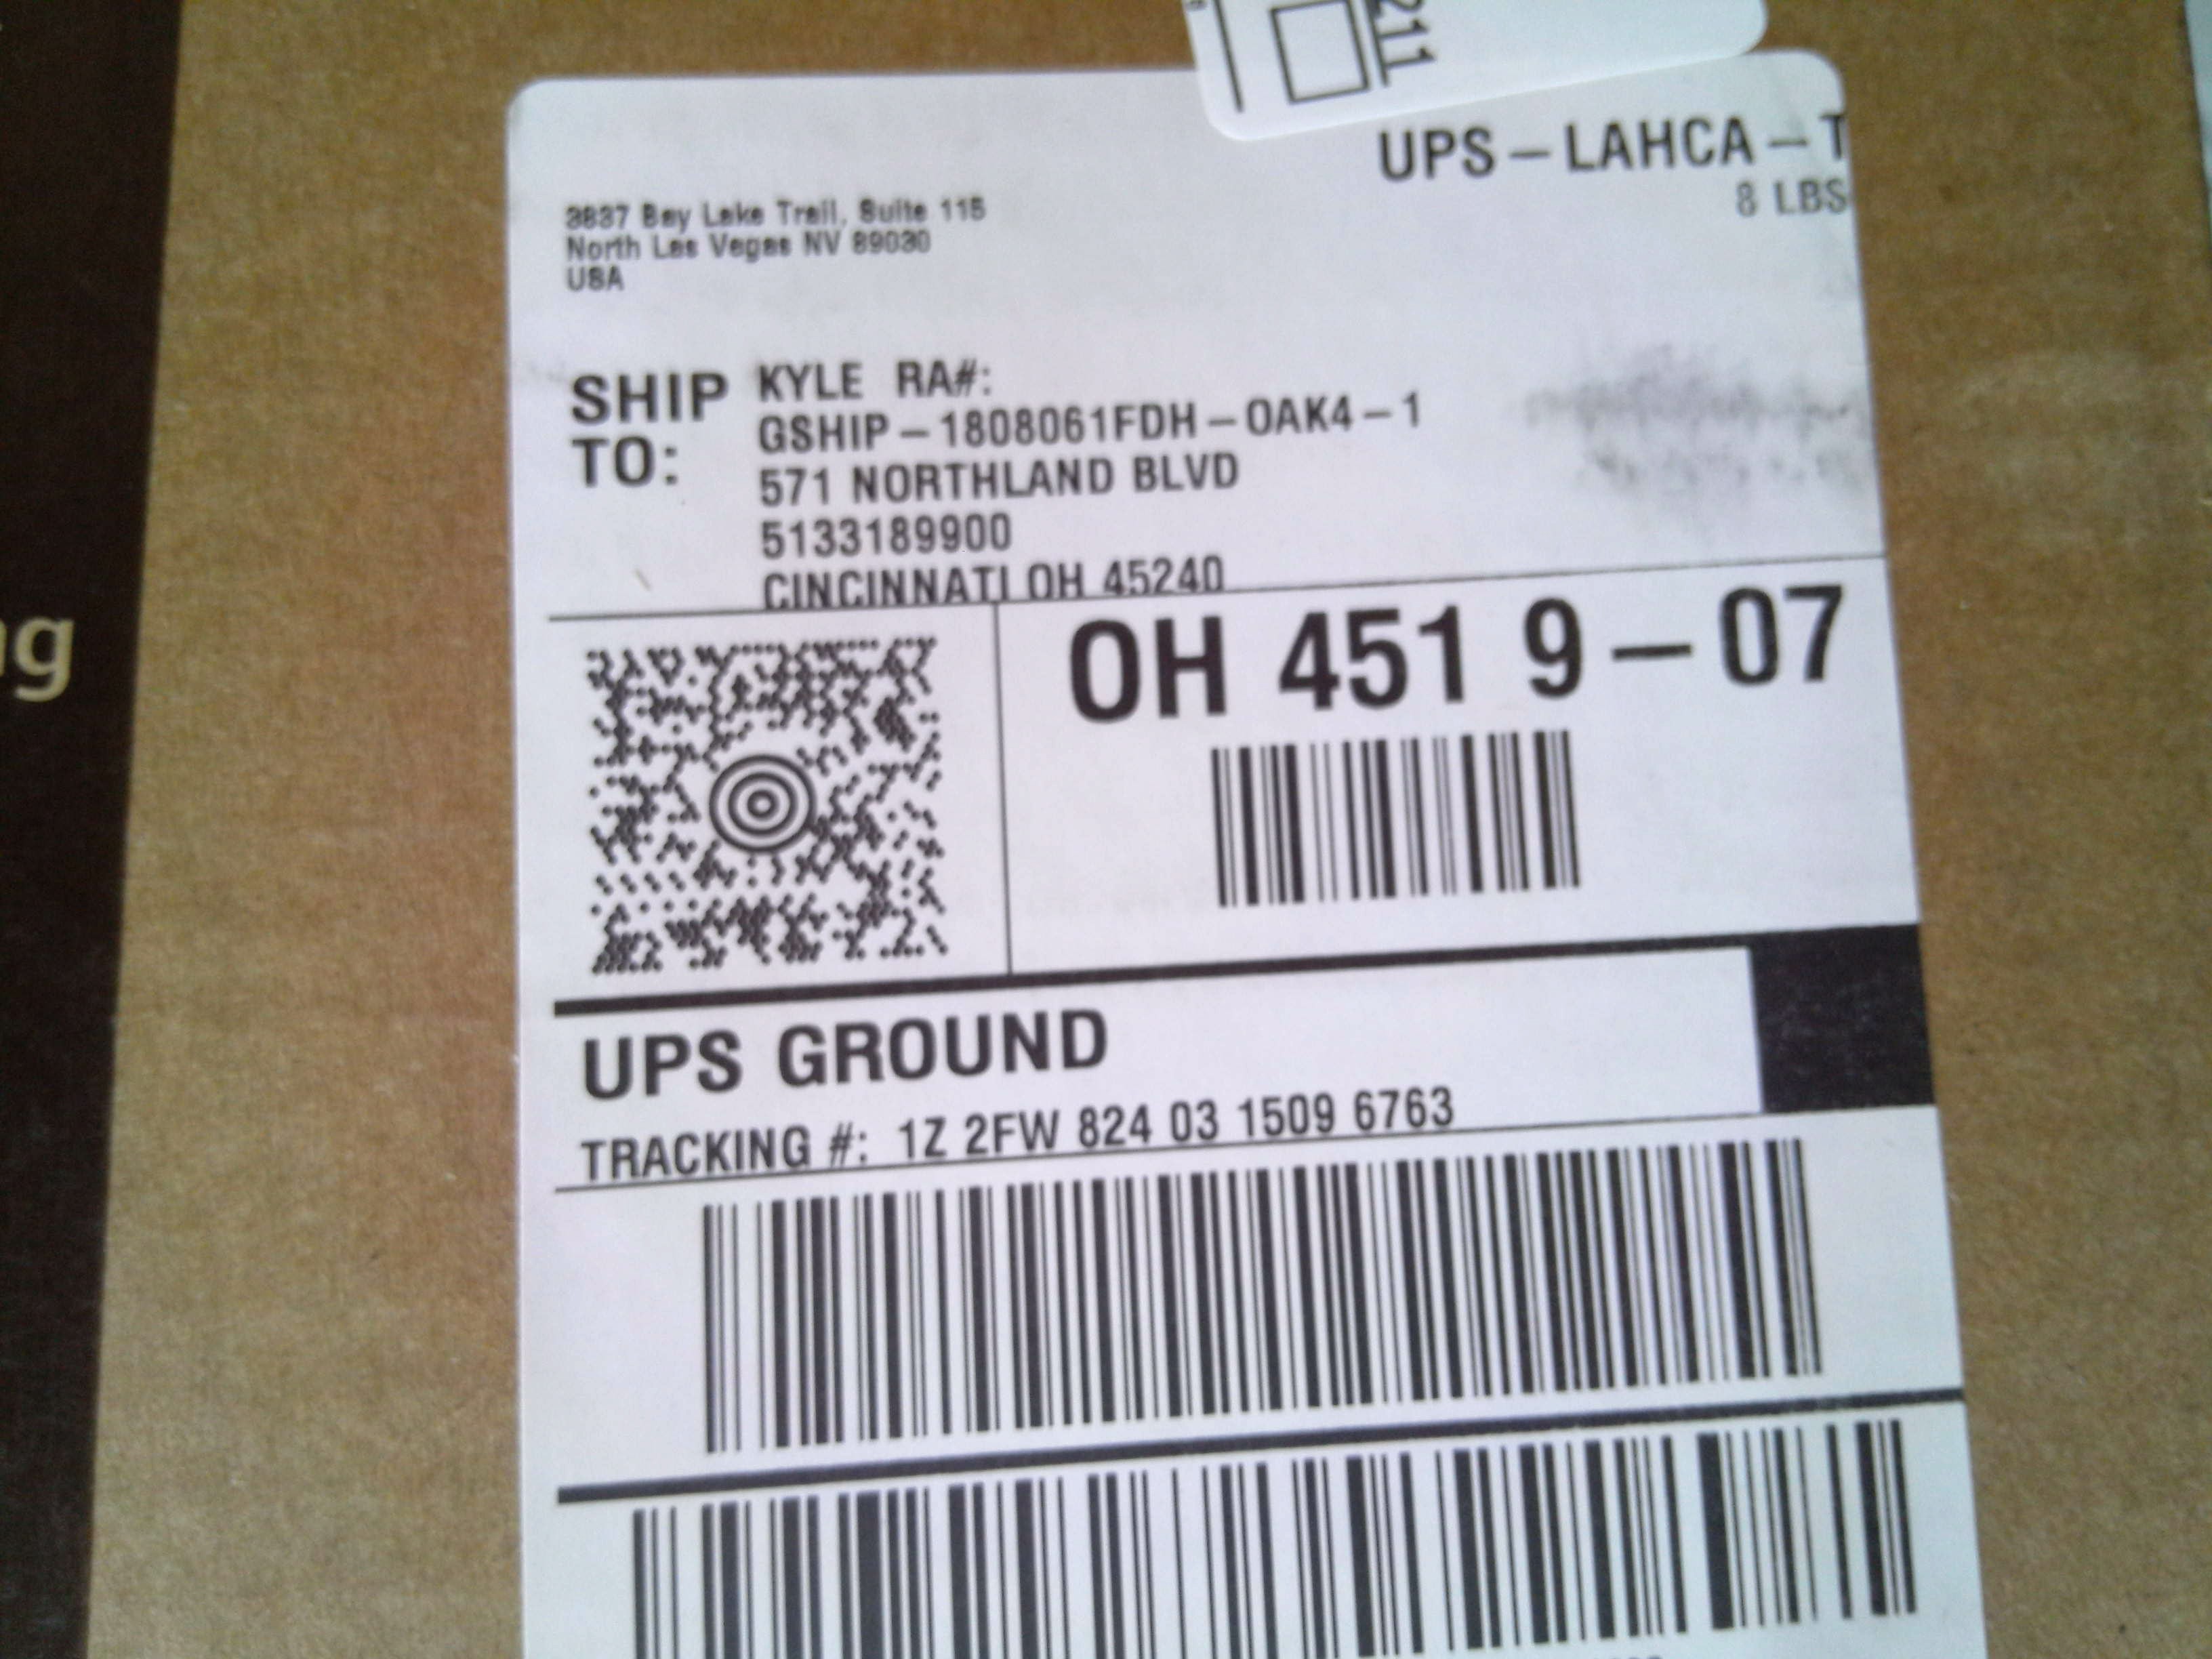 211
UPS – LAHCA – T
8 LBS
3837 Bay Lake Trail, Suite 115
North Las Vegas NV 89030
USA
SHIP TO:
KYLE RA#:
GSHIP – 1808061FDH – OAK4 – 1
571 NORTHLAND BLVD
5133189900
CINCINNATI OH 45240
OH 451 9 – 07
UPS GROUND
TRACKING #: 1Z 2FW 824 03 1509 6763
ng